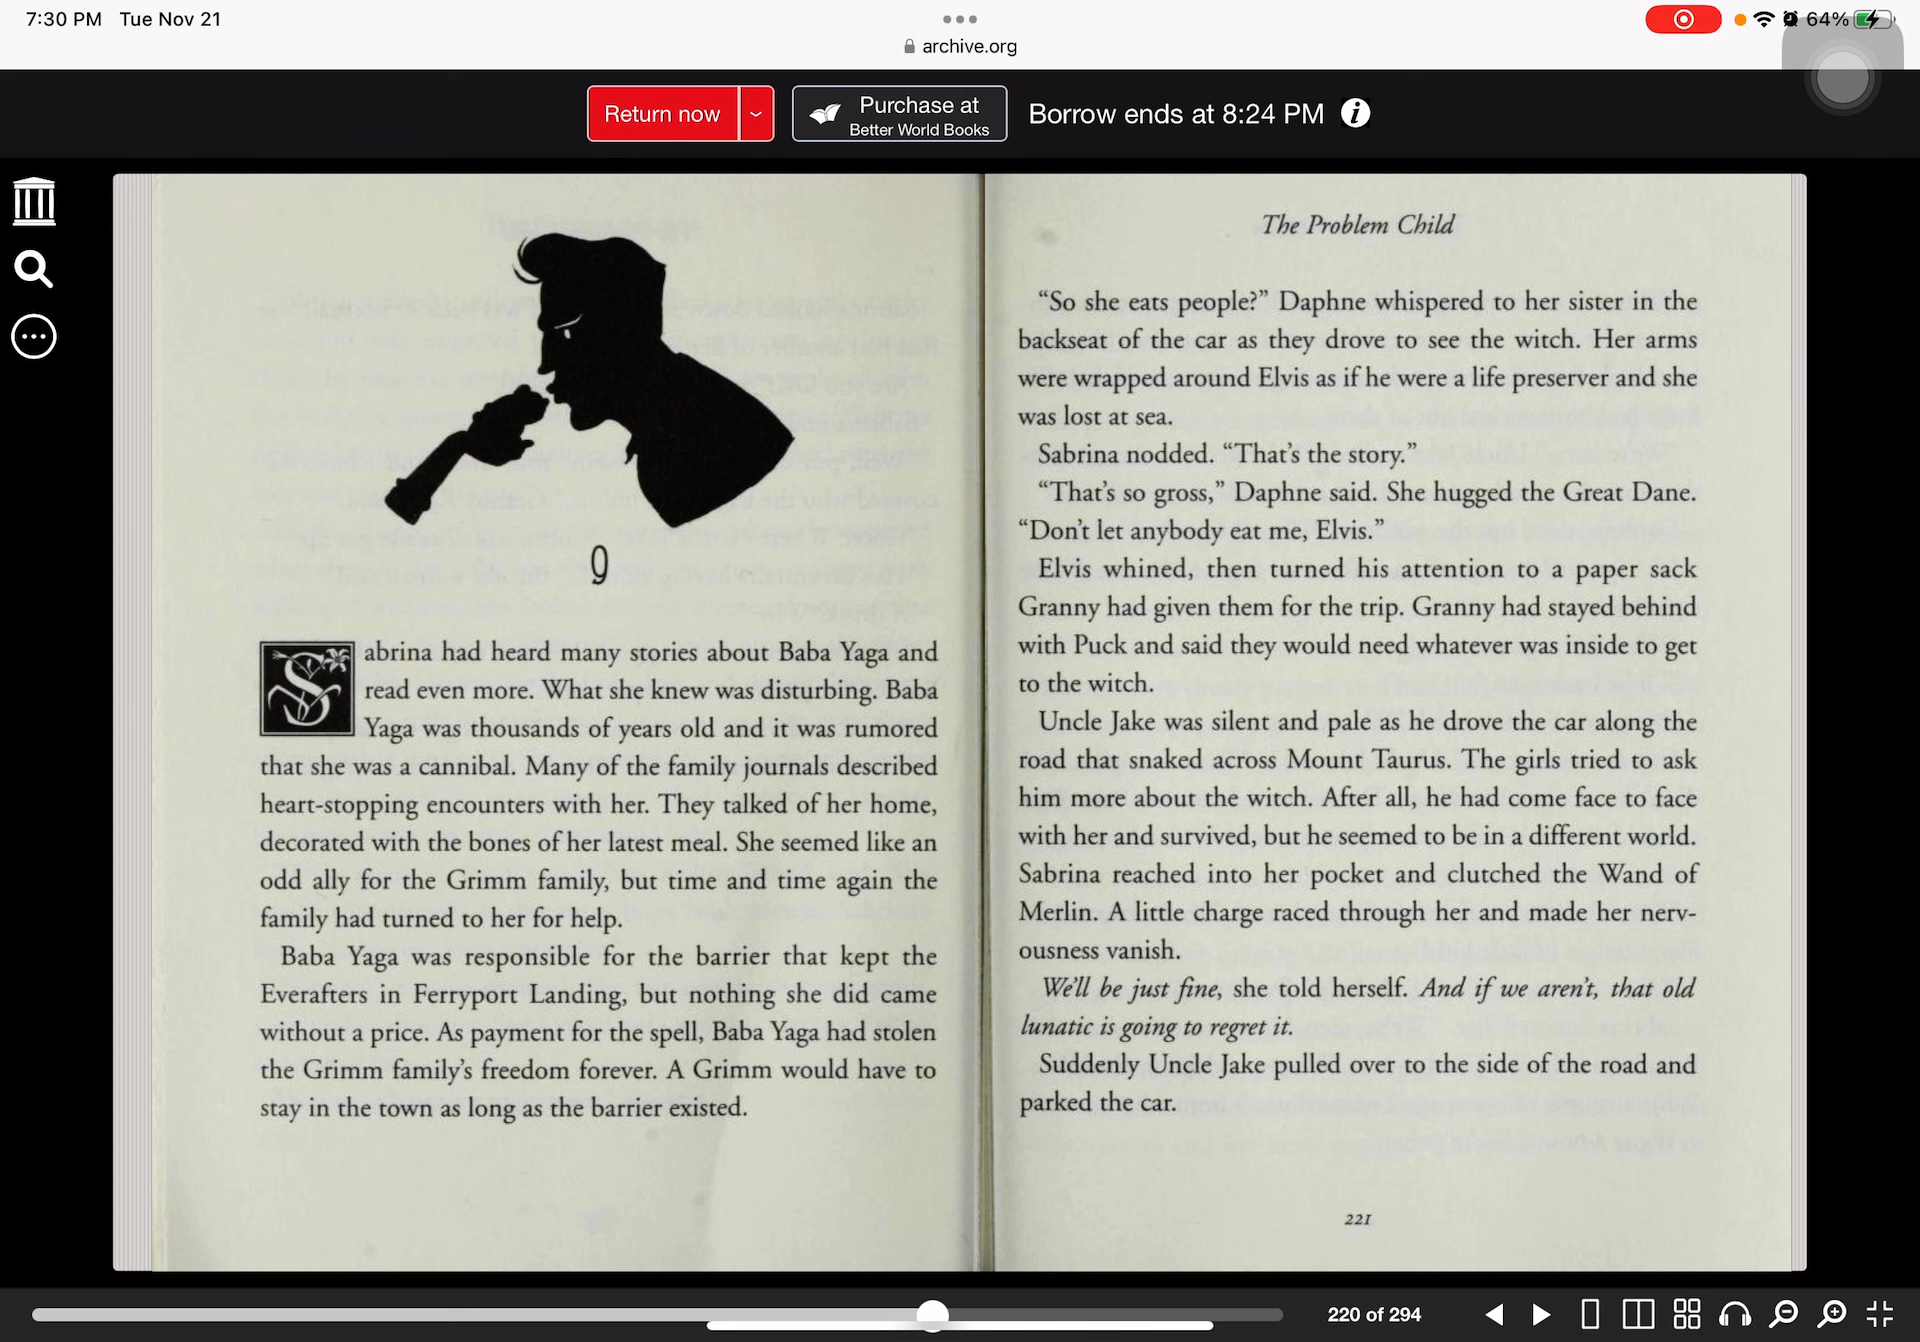 7:30 PM Tue Nov 21
64%
archive.org
Return now
Purchase at
Better World Books
Borrow ends at 8:24 PM
9
Sabrina had heard many stories about Baba Yaga and
read even more. What she knew was disturbing. Baba
Yaga was thousands of years old and it was rumored
that she was a cannibal. Many of the family journals described
heart-stopping encounters with her. They talked of her home,
decorated with the bones of her latest meal. She seemed like an
odd ally for the Grimm family, but time and time again the
family had turned to her for help.
Baba Yaga was responsible for the barrier that kept the
Everafters in Ferryport Landing, but nothing she did came
without a price. As payment for the spell, Baba Yaga had stolen
the Grimm family’s freedom forever. A Grimm would have to
stay in the town as long as the barrier existed.
The Problem Child
“So she eats people?” Daphne whispered to her sister in the
backseat of the car as they drove to see the witch. Her arms
were wrapped around Elvis as if he were a life preserver and she
was lost at sea.
Sabrina nodded. “That’s the story.”
“That’s so gross,” Daphne said. She hugged the Great Dane.
“Don’t let anybody eat me, Elvis.”
Elvis whined, then turned his attention to a paper sack
Granny had given them for the trip. Granny had stayed behind
with Puck and said they would need whatever was inside to get
to the witch.
Uncle Jake was silent and pale as he drove the car along the
road that snaked across Mount Taurus. The girls tried to ask
him more about the witch. After all, he had come face to face
with her and survived, but he seemed to be in a different world.
Sabrina reached into her pocket and clutched the Wand of
Merlin. A little charge raced through her and made her nerv-
ousness vanish.
We’ll be just fine, she told herself. And if we aren’t, that old
lunatic is going to regret it.
Suddenly Uncle Jake pulled over to the side of the road and
parked the car.
221
220 of 294